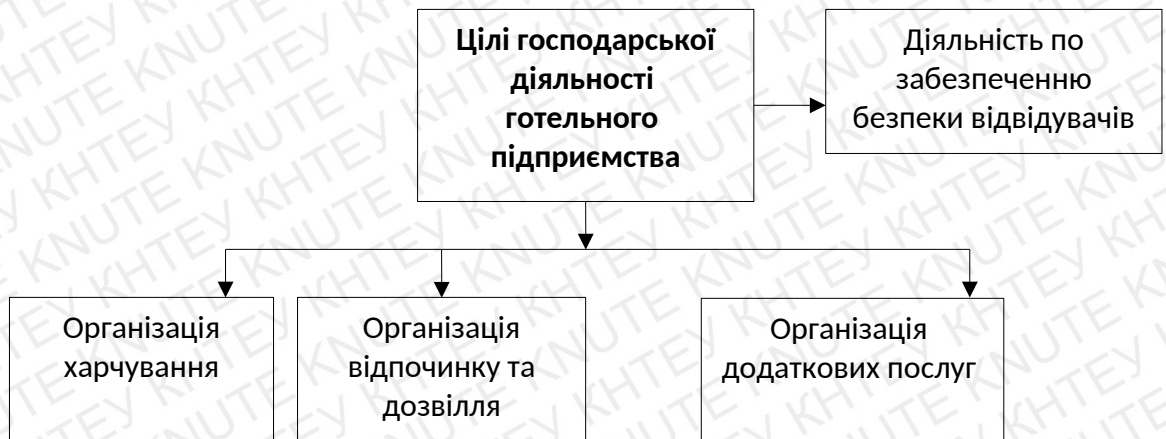 Цілі господарської
діяльності
готельного
підприємства
Діяльність по
забезпеченню
безпеки відвідувачів
Організація
харчування
Організація
відпочинку та
дозвілля
Організація
додаткових послуг